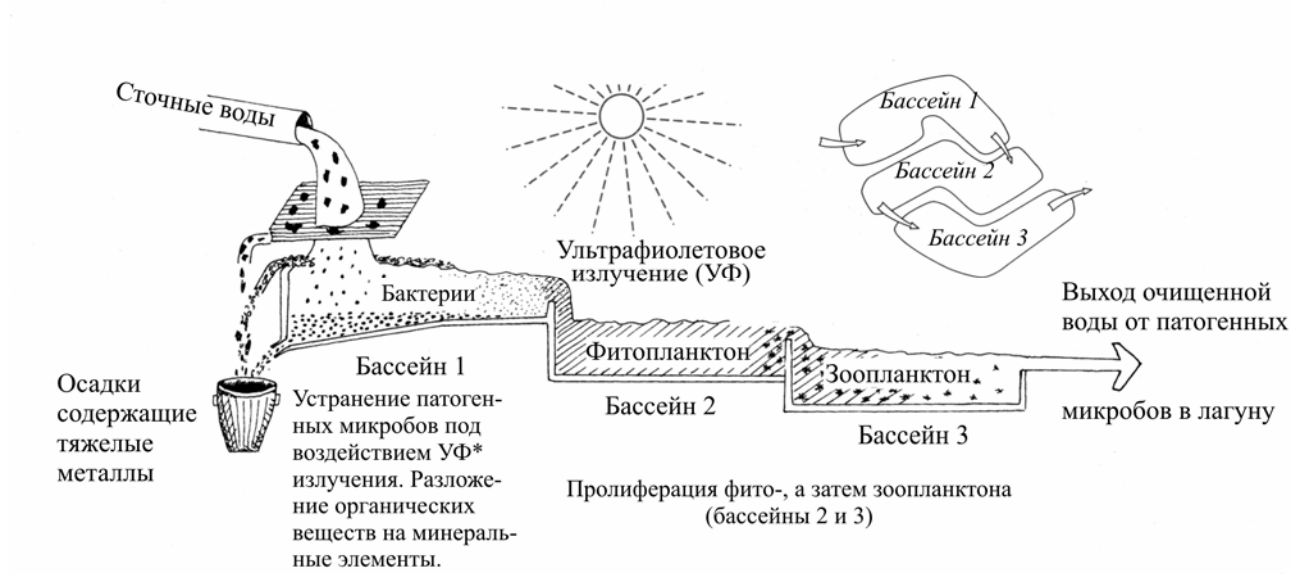 Сточные воды
Бассейн 1
Бассейн 2
Бассейн 3
Ультрафиолетовое
излучение (УФ)
Бактерии
Фитопланктон
Зоопланктон
Бассейн 1
Бассейн 2
Бассейн 3
Выход очищенной
воды от патогенных
микробов в лагуну
Осадки
содержащие
тяжелые
металлы
Устранение патоген-
ных микробов под
воздействием УФ*
излучения. Разложе-
ние органических
веществ на минераль-
ные элементы.
Пролиферация фито-, а затем зоопланктона
(бассейны 2 и 3)